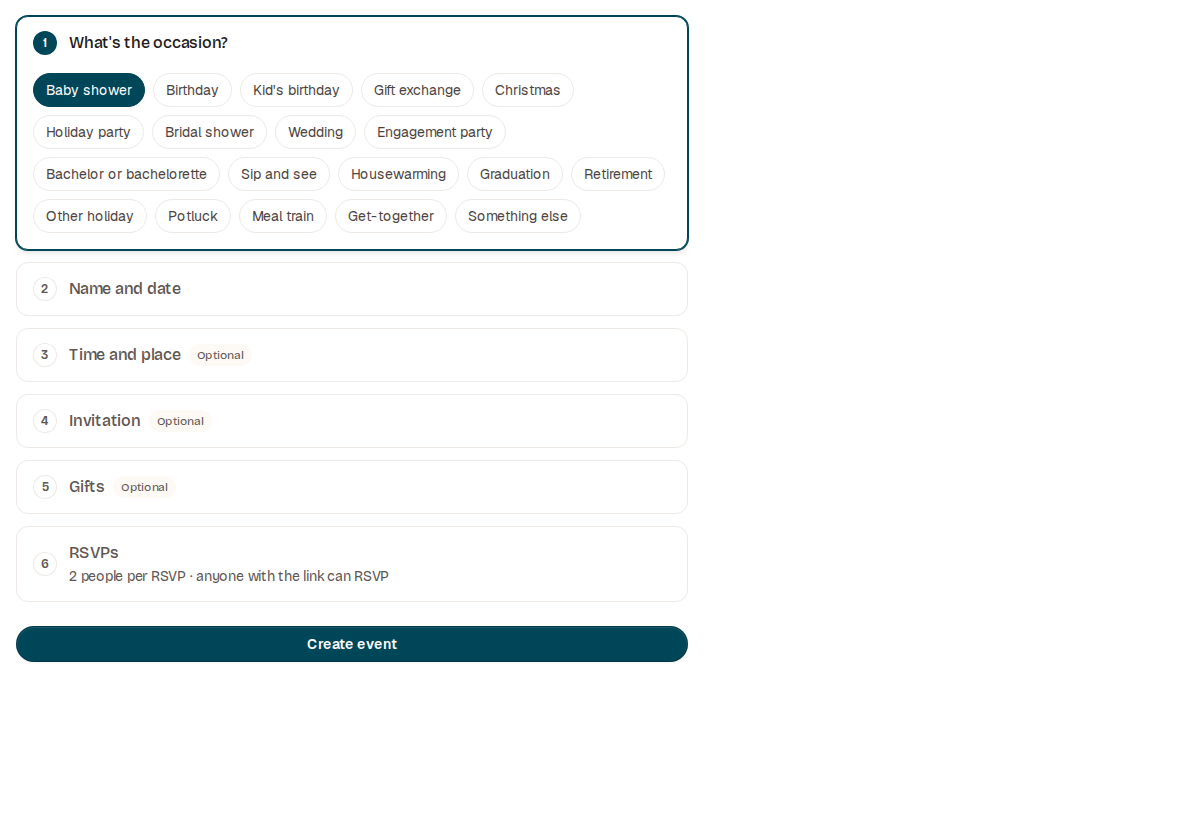 1 What's the occasion?
Baby shower Birthday Kid's birthday Gift exchange Christmas
Holiday party Bridal shower Wedding Engagement party
Bachelor or bachelorette Sip and see Housewarming Graduation Retirement
Other holiday Potluck Meal train Get-together Something else
2 Name and date
3 Time and place Optional
4 Invitation Optional
5 Gifts Optional
6 RSVPs
2 people per RSVP · anyone with the link can RSVP
Create event